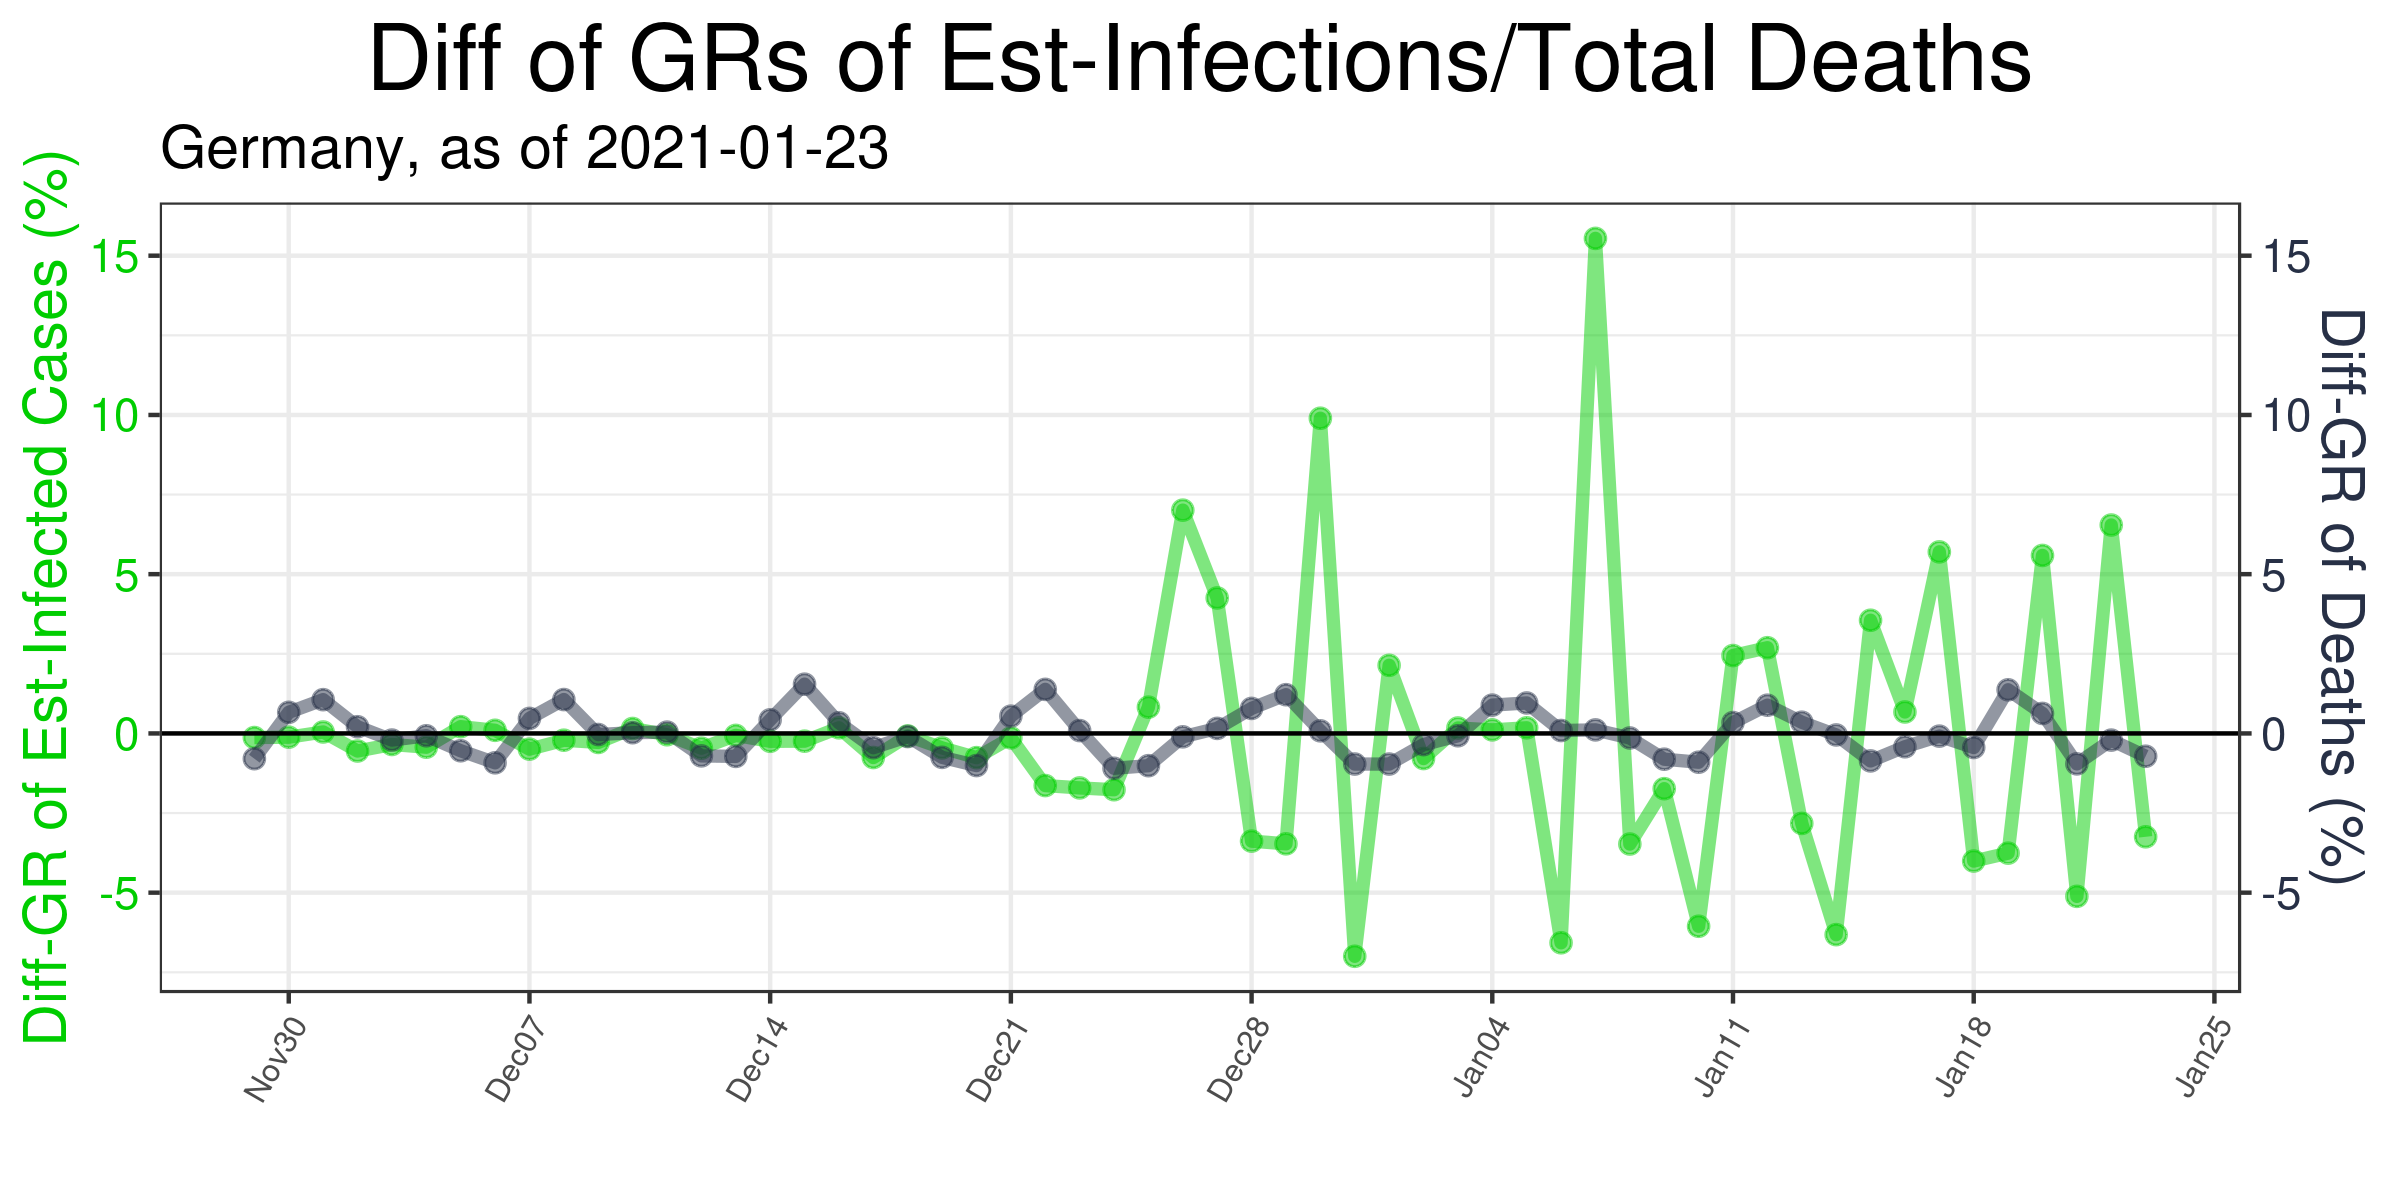 Diff of GRs of Est-Infections/Total Deaths
Germany, as of 2021-01-23
Diff-GR of Est-Infected Cases (%)
15
10
5
0
-5
15
10
5
0
-5
Diff-GR of Deaths (%)
Nov30
Dec07
Dec14
Dec21
Dec28
Jan04
Jan11
Jan18
Jan25